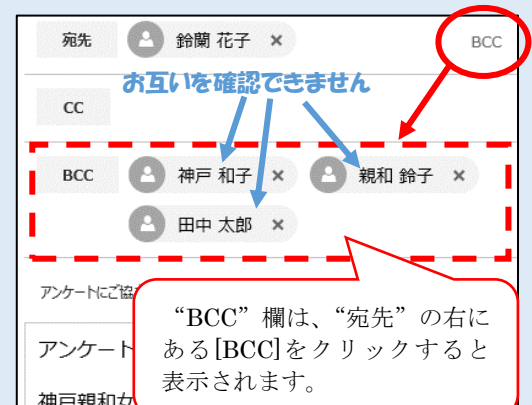 宛先 鈴蘭 花子 × BCC
お互いを確認できません
CC
BCC 神戸 和子 × 親和 鈴子 ×
田中 太郎 ×
アンケートにご協
アンケート
神戸親和女
“BCC”欄は、“宛先”の右に
ある[BCC]をクリックすると
表示されます。